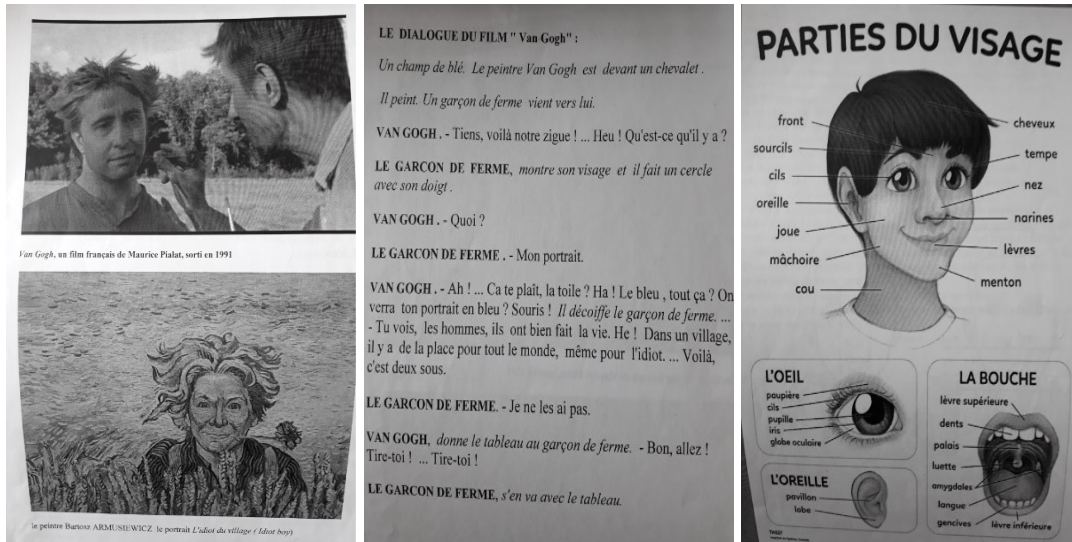 Van Gogh, un film français de Maurice Pialat, sorti en 1991
le peintre Bartosz ARMUSIEWICZ le portrait L'idiot du village ( Idiot boy)
LE DIALOGUE DU FILM " Van Gogh" :
Un champ de blé. Le peintre Van Gogh est devant un chevalet .
Il peint. Un garçon de ferme vient vers lui.
VAN GOGH . - Tiens, voilà notre zigue ! ... Heu ! Qu'est-ce qu'il y a ?
LE GARCON DE FERME, montre son visage et il fait un cercle
avec son doigt .
VAN GOGH . - Quoi ?
LE GARCON DE FERME . - Mon portrait.
VAN GOGH . - Ah ! ... Ca te plaît, la toile ? Ha ! Le bleu , tout ça ? On
verra ton portrait en bleu ? Souris ! Il décoiffe le garçon de ferme. ...
- Tu vois, les hommes, ils ont bien fait la vie. He ! Dans un village,
il y a de la place pour tout le monde, même pour l'idiot. ... Voilà,
c'est deux sous.
LE GARCON DE FERME. - Je ne les ai pas.
VAN GOGH, donne le tableau au garçon de ferme. - Bon, allez !
Tire-toi ! ... Tire-toi !
LE GARCON DE FERME, s'en va avec le tableau.
PARTIES DU VISAGE
front
sourcils
cils
oreille
joue
mâchoire
cou
cheveux
tempe
nez
narines
lèvres
menton
L'OEIL
paupière
cils
pupille
iris
globe oculaire
L'OREILLE
pavillon
lobe
LA BOUCHE
lèvre supérieure
dents
palais
luette
amygdales
langue
gencives
lèvre inférieure